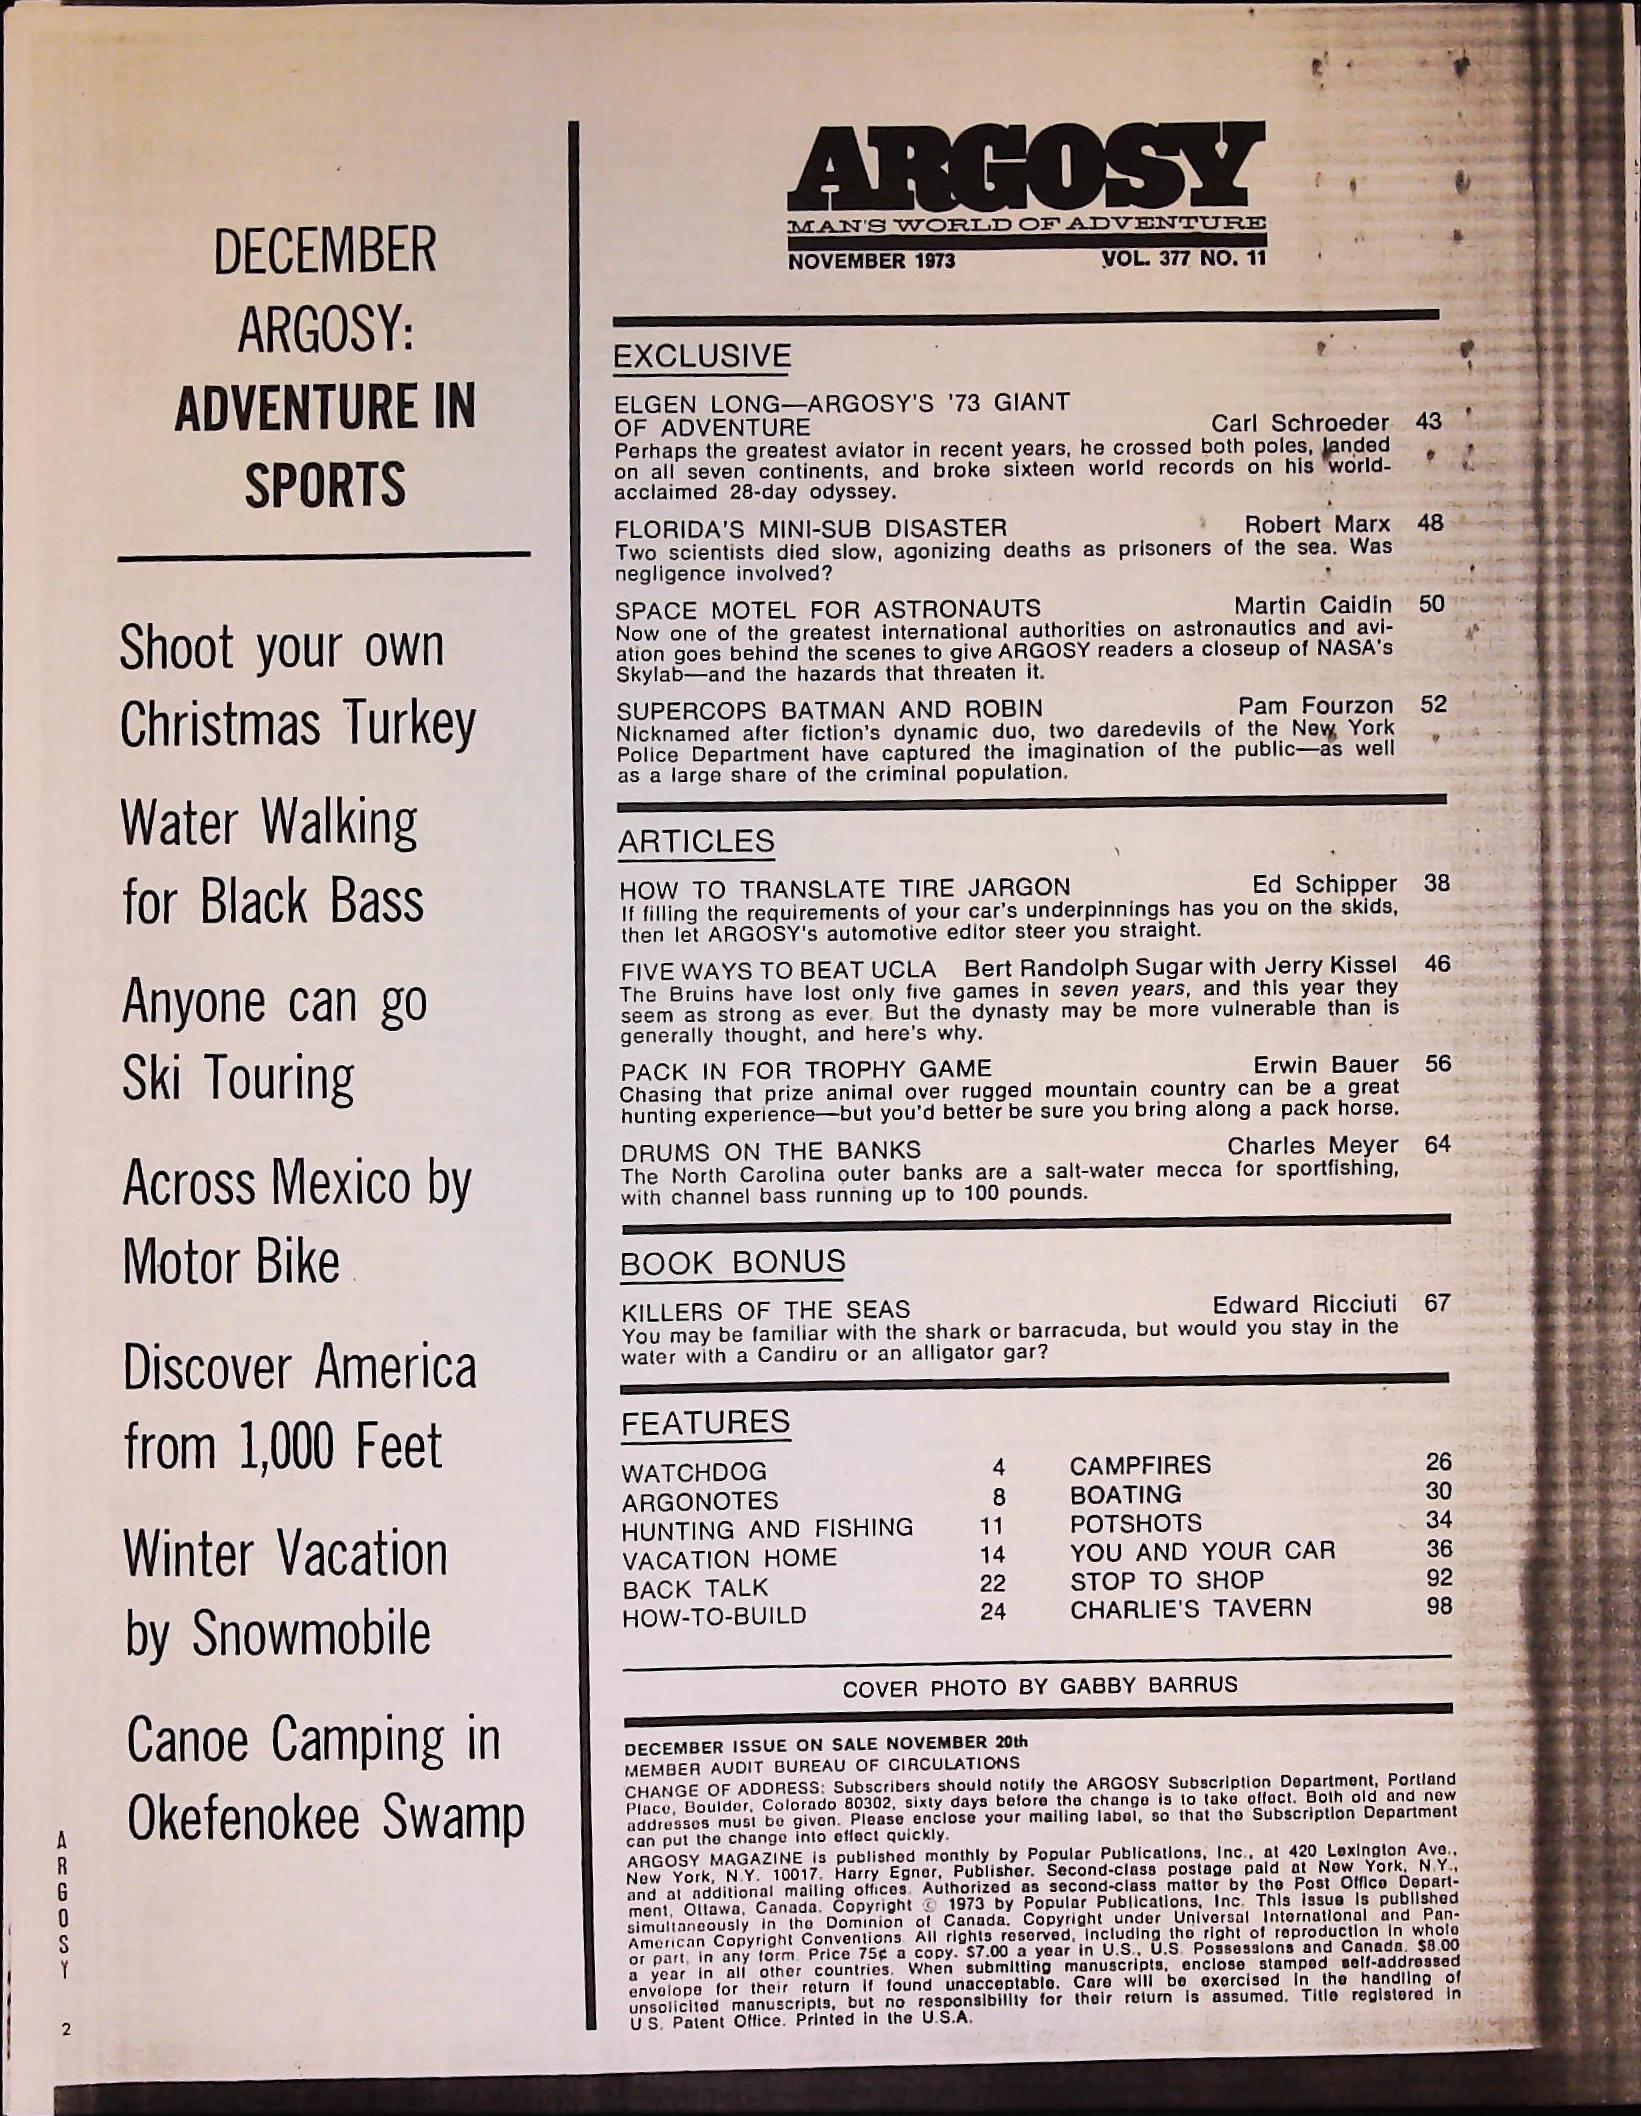 DECEMBER
ARGOSY:
ADVENTURE IN
SPORTS
Shoot your own
Christmas Turkey
Water Walking
for Black Bass
Anyone can go
Ski Touring
Across Mexico by
Motor Bike
Discover America
from 1,000 Feet
Winter Vacation
by Snowmobile
Canoe Camping in
Okefenokee Swamp
ARGOSY
2
ARGOSY
MAN'S WORLD OF ADVENTURE
NOVEMBER 1973 VOL. 377 NO. 11
EXCLUSIVE
ELGEN LONG—ARGOSY'S '73 GIANT
OF ADVENTURE Carl Schroeder 43
Perhaps the greatest aviator in recent years, he crossed both poles, landed
on all seven continents, and broke sixteen world records on his world-
acclaimed 28-day odyssey.
FLORIDA'S MINI-SUB DISASTER Robert Marx 48
Two scientists died slow, agonizing deaths as prisoners of the sea. Was
negligence involved?
SPACE MOTEL FOR ASTRONAUTS Martin Caidin 50
Now one of the greatest international authorities on astronautics and avi-
ation goes behind the scenes to give ARGOSY readers a closeup of NASA's
Skylab—and the hazards that threaten it.
SUPERCOPS BATMAN AND ROBIN Pam Fourzon 52
Nicknamed after fiction's dynamic duo, two daredevils of the New York
Police Department have captured the imagination of the public—as well
as a large share of the criminal population.
ARTICLES
HOW TO TRANSLATE TIRE JARGON Ed Schipper 38
If filling the requirements of your car's underpinnings has you on the skids,
then let ARGOSY's automotive editor steer you straight.
FIVE WAYS TO BEAT UCLA Bert Randolph Sugar with Jerry Kissel 46
The Bruins have lost only five games in seven years, and this year they
seem as strong as ever. But the dynasty may be more vulnerable than is
generally thought, and here's why.
PACK IN FOR TROPHY GAME Erwin Bauer 56
Chasing that prize animal over rugged mountain country can be a great
hunting experience—but you'd better be sure you bring along a pack horse.
DRUMS ON THE BANKS Charles Meyer 64
The North Carolina outer banks are a salt-water mecca for sportfishing,
with channel bass running up to 100 pounds.
BOOK BONUS
KILLERS OF THE SEAS Edward Ricciuti 67
You may be familiar with the shark or barracuda, but would you stay in the
water with a Candiru or an alligator gar?
FEATURES
WATCHDOG 4 CAMPFIRES 26
ARGONOTES 8 BOATING 30
HUNTING AND FISHING 11 POTSHOTS 34
VACATION HOME 14 YOU AND YOUR CAR 36
BACK TALK 22 STOP TO SHOP 92
HOW-TO-BUILD 24 CHARLIE'S TAVERN 98
COVER PHOTO BY GABBY BARRUS
DECEMBER ISSUE ON SALE NOVEMBER 20th
MEMBER AUDIT BUREAU OF CIRCULATIONS
CHANGE OF ADDRESS: Subscribers should notify the ARGOSY Subscription Department, Portland
Place, Boulder, Colorado 80302, sixty days before the change is to take effect. Both old and new
addresses must be given. Please enclose your mailing label, so that the Subscription Department
can put the change into effect quickly.
ARGOSY MAGAZINE is published monthly by Popular Publications, Inc., at 420 Lexington Ave.,
New York, N.Y. 10017. Harry Egner, Publisher. Second-class postage paid at New York, N.Y.,
and at additional mailing offices. Authorized as second-class matter by the Post Office Depart-
ment, Ottawa, Canada. Copyright © 1973 by Popular Publications, Inc. This issue is published
simultaneously in the Dominion of Canada. Copyright under Universal International and Pan-
American Copyright Conventions. All rights reserved, including the right of reproduction in whole
or part, in any form. Price 75¢ a copy. $7.00 a year in U.S., U.S. Possessions and Canada. $8.00
a year in all other countries. When submitting manuscripts, enclose stamped self-addressed
envelope for their return if found unacceptable. Care will be exercised in the handling of
unsolicited manuscripts, but no responsibility for their return is assumed. Title registered in
U.S. Patent Office. Printed in the U.S.A.